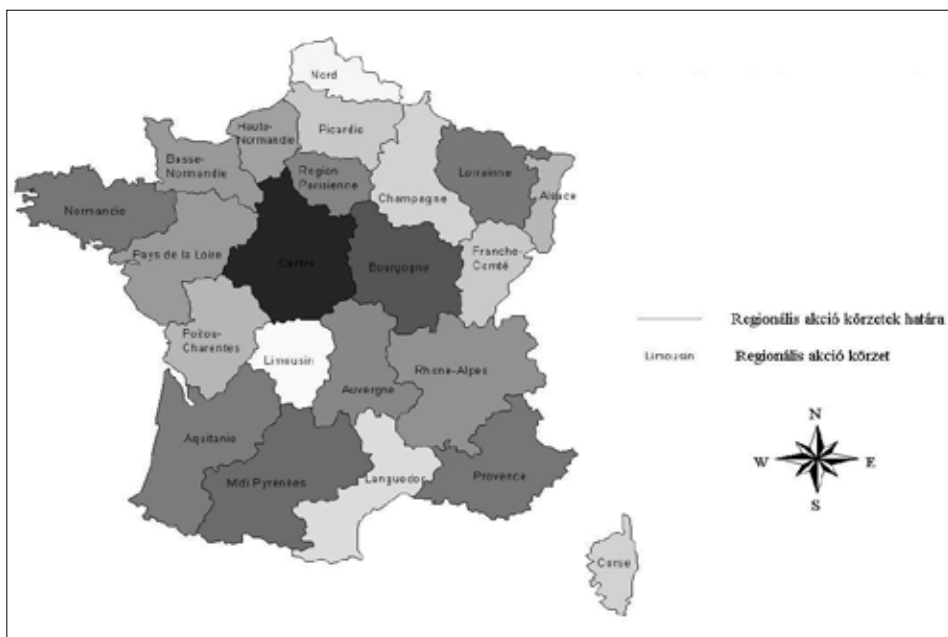 Nord
Haute-
Normandie
Picardie
Basse-
Normandie
Region
Parisienne
Champagne
Lorrainne
Alsace
Normandie
Pays de la Loire
Centre
Bourgogne
Franche-
Comté
Poitou-
Charentes
Limousin
Auvergne
Rhone-Alpes
Aquitanie
Midi Pyrénées
Languedoc
Provence
Corse
Regionális akció körzetek határa
Limousin Regionális akció körzet
N
W E
S